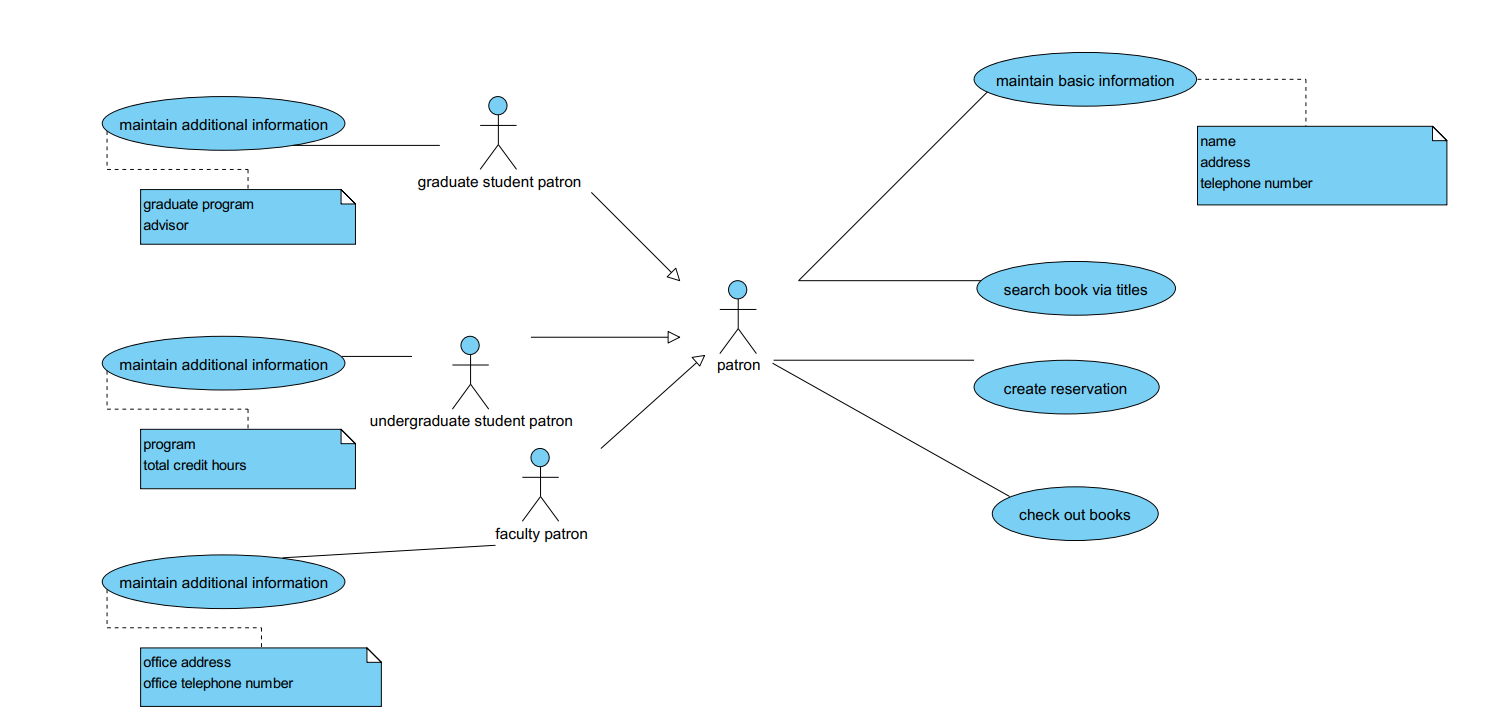 maintain basic information
name
address
telephone number
maintain additional information
graduate student patron
graduate program
advisor
search book via titles
patron
maintain additional information
undergraduate student patron
create reservation
program
total credit hours
check out books
faculty patron
maintain additional information
office address
office telephone number